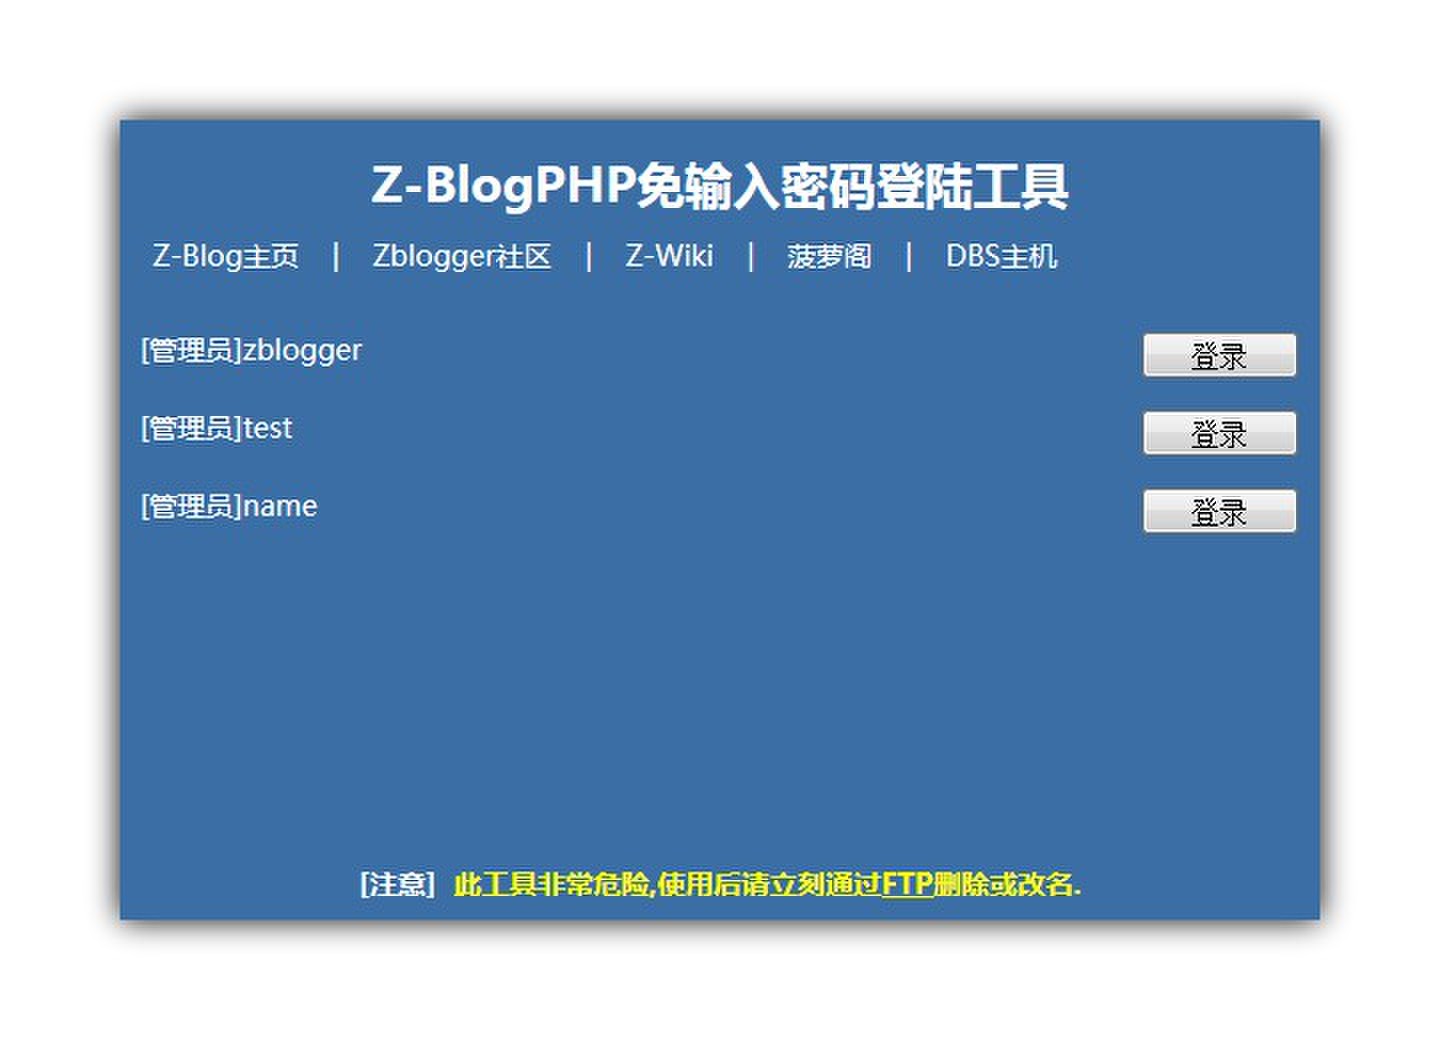 Z-BlogPHP免输入密码登陆工具
Z-Blog主页 | Zblogger社区 | Z-Wiki | 菠萝阁 | DBS主机
[管理员]zblogger 登录
[管理员]test 登录
[管理员]name 登录
[注意] 此工具非常危险,使用后请立刻通过FTP删除或改名.